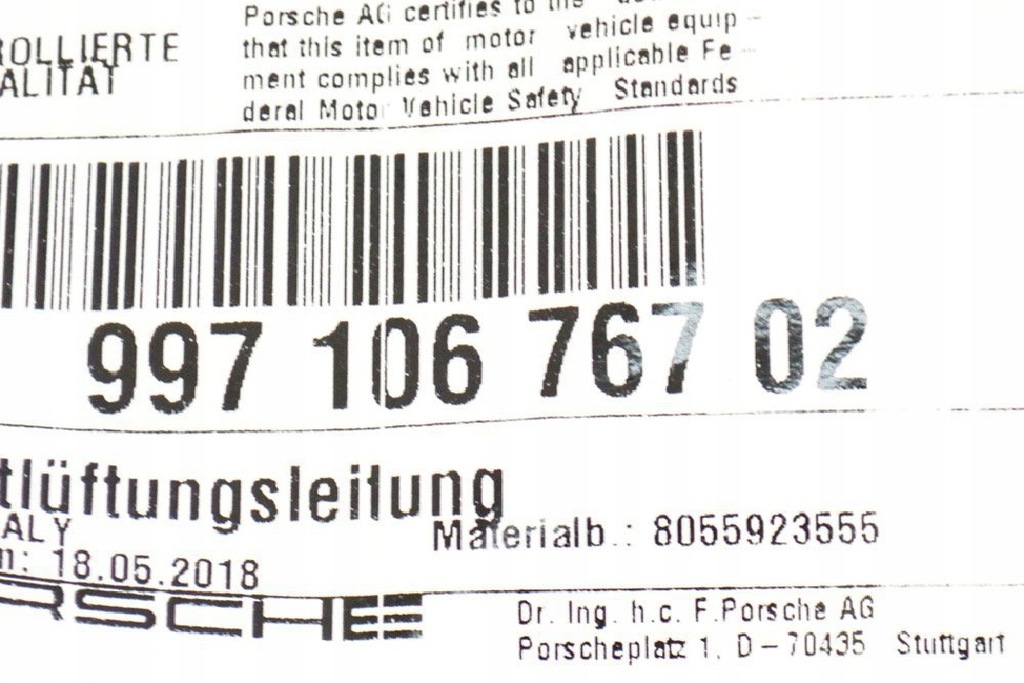 ROLLIERTE
ALITÄT
Porsche AG certifies to
that this item of motor vehicle equip-
ment complies with all applicable Fe-
deral Motor Vehicle Safety Standards
997 106 767 02
tlüftungsleitung
ALY
Materialb.: 8055923555
m: 18.05.2018
RSCHE
Dr. Ing. h.c. F.Porsche AG
Porscheplatz 1, D-70435 Stuttgart